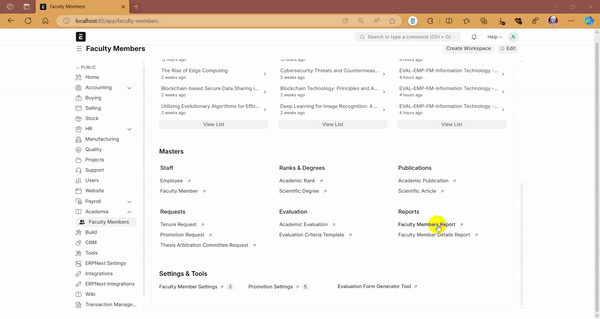 Faculty Members
localhost:85/app/faculty-members
E
Search or type a command (Ctrl + G)
Help
JI
Faculty Members
Create Workspace
Edit
PUBLIC
Home
Accounting
Buying
Selling
Stock
HR
Manufacturing
Quality
Projects
Support
Users
Website
Payroll
Academia
Faculty Members
Build
CRM
Tools
ERPNext Settings
Integrations
ERPNext Integrations
Wiki
Transaction Manage...
The Rise of Edge Computing
2 weeks ago
Blockchain-based Secure Data Sharing i...
2 weeks ago
Utilizing Evolutionary Algorithms for Effic...
2 weeks ago
View List
Cybersecurity Threats and Countermeas...
2 weeks ago
Blockchain Technology: Principles and A...
2 weeks ago
Deep Learning for Image Recognition: A ...
2 weeks ago
View List
4 hours ago
EVAL-EMP-FM-Information Technology -...
4 hours ago
EVAL-EMP-FM-Information Technology -...
4 hours ago
EVAL-EMP-FM-Information Technology -...
4 hours ago
View List
Masters
Staff
Employee
Faculty Member
Ranks & Degrees
Academic Rank
Scientific Degree
Publications
Academic Publication
Scientific Article
Requests
Tenure Request
Promotion Request
Thesis Arbitration Committee Request
Evaluation
Academic Evaluation
Evaluation Criteria Template
Reports
Faculty Members Report
Faculty Member Details Report
Settings & Tools
Faculty Member Settings 3
Promotion Settings 5
Evaluation Form Generator Tool